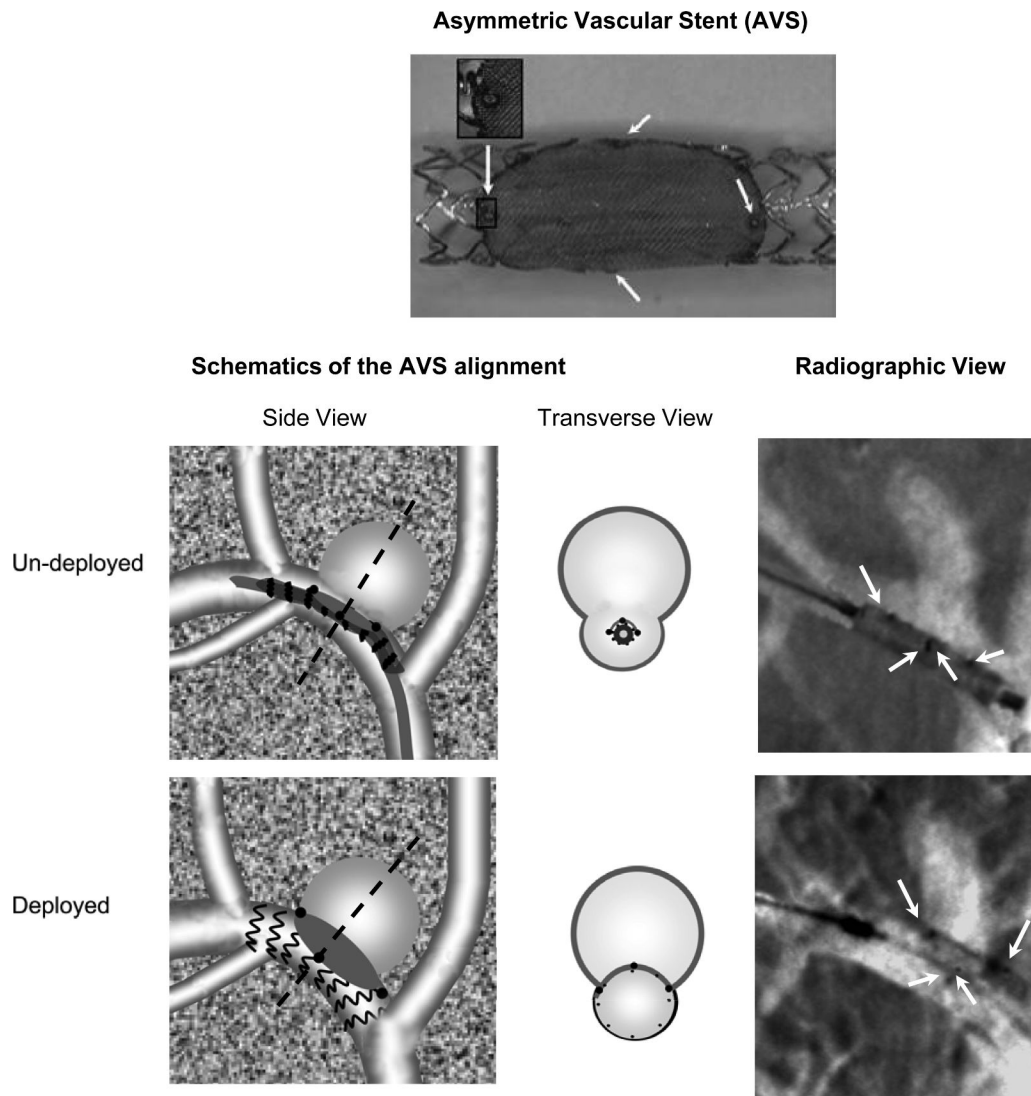 Asymmetric Vascular Stent (AVS)
Schematics of the AVS alignment
Radiographic View
Side View
Transverse View
Un-deployed
Deployed